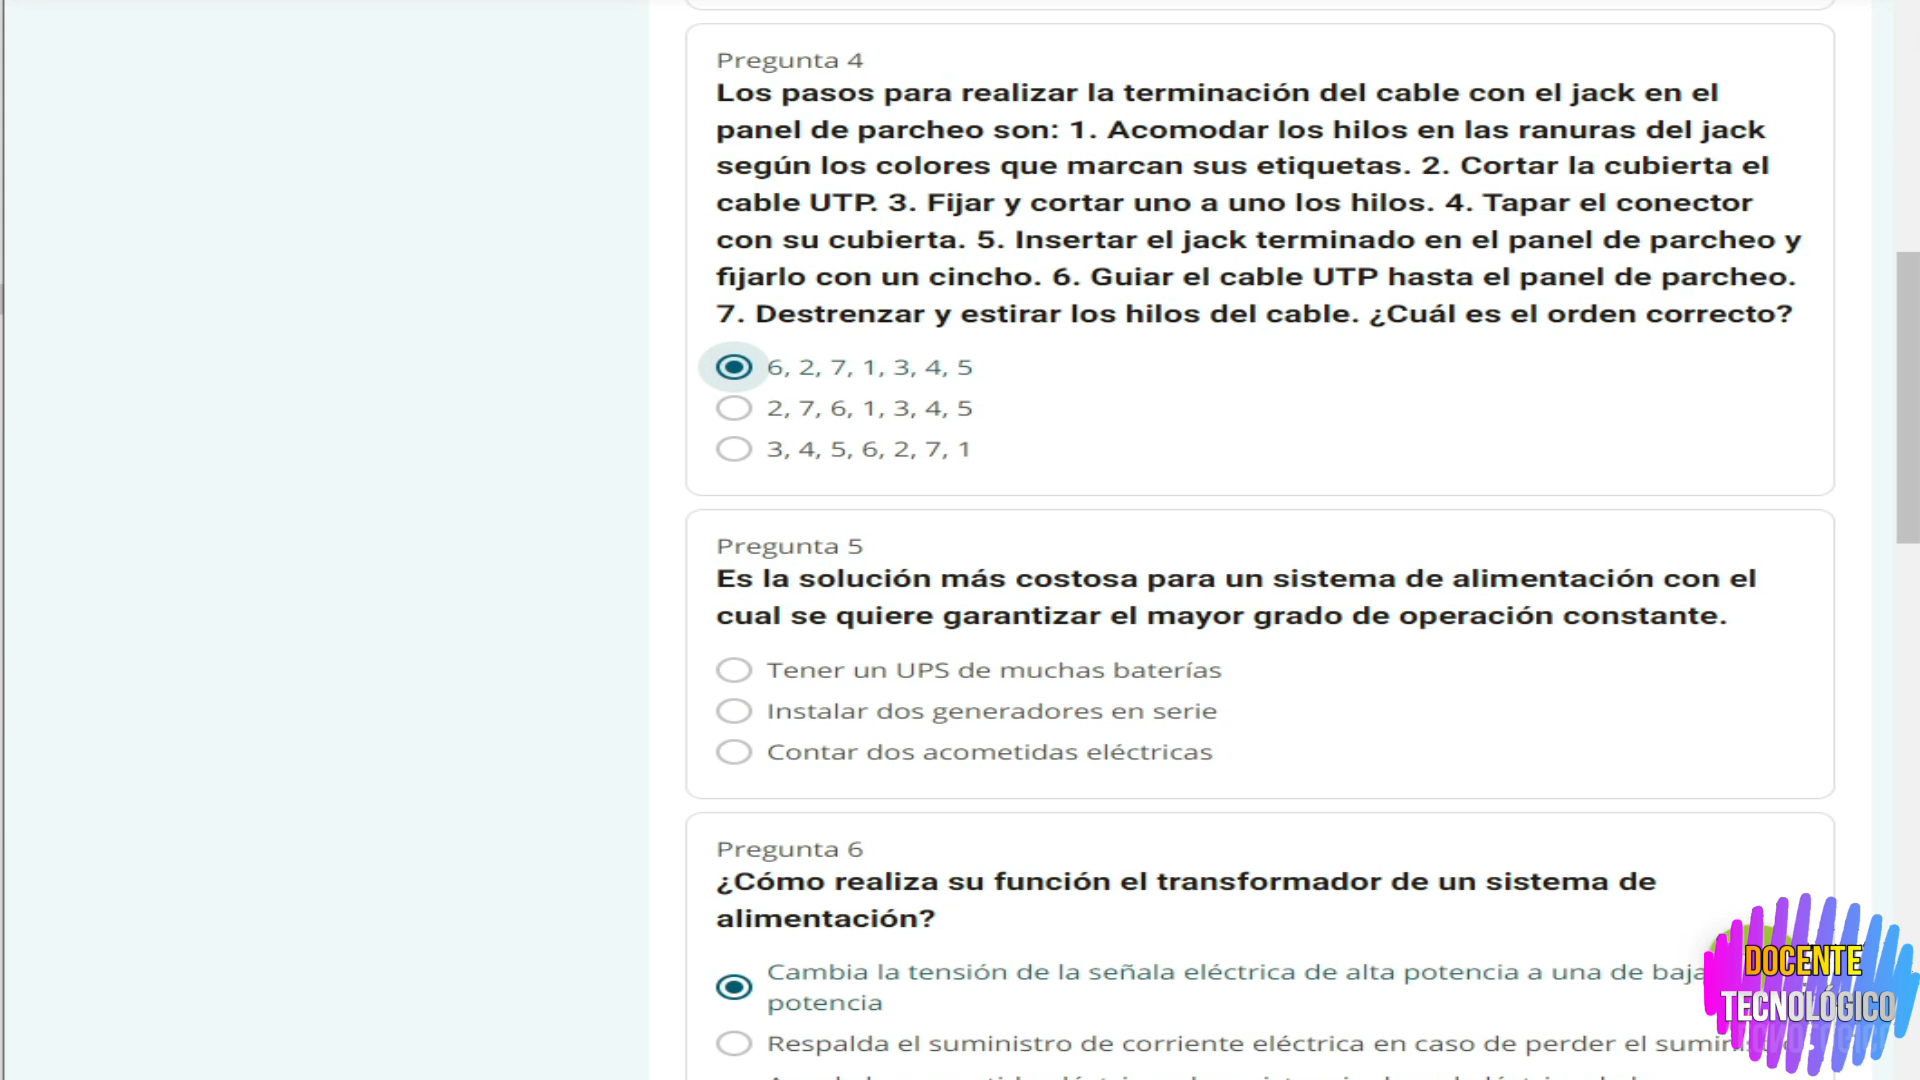 Pregunta 4
Los pasos para realizar la terminación del cable con el jack en el
panel de parcheo son: 1. Acomodar los hilos en las ranuras del jack
según los colores que marcan sus etiquetas. 2. Cortar la cubierta el
cable UTP. 3. Fijar y cortar uno a uno los hilos. 4. Tapar el conector
con su cubierta. 5. Insertar el jack terminado en el panel de parcheo y
fijarlo con un cincho. 6. Guiar el cable UTP hasta el panel de parcheo.
7. Destrenzar y estirar los hilos del cable. ¿Cuál es el orden correcto?
6, 2, 7, 1, 3, 4, 5
2, 7, 6, 1, 3, 4, 5
3, 4, 5, 6, 2, 7, 1
Pregunta 5
Es la solución más costosa para un sistema de alimentación con el
cual se quiere garantizar el mayor grado de operación constante.
Tener un UPS de muchas baterías
Instalar dos generadores en serie
Contar dos acometidas eléctricas
Pregunta 6
¿Cómo realiza su función el transformador de un sistema de
alimentación?
Cambia la tensión de la señala eléctrica de alta potencia a una de baja
potencia
Respalda el suministro de corriente eléctrica en caso de perder el
DOCENTE
TECNOLÓGICO